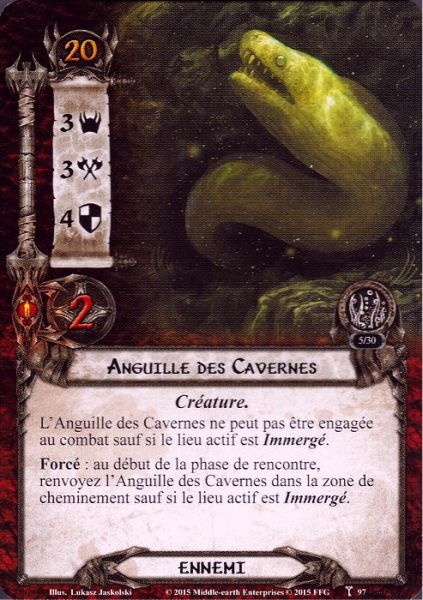 20
3
3
4
2
5/30
Anguille des Cavernes
Créature.
L'Anguille des Cavernes ne peut pas être engagée
au combat sauf si le lieu actif est Immergé.
Forcé : au début de la phase de rencontre,
renvoyez l'Anguille des Cavernes dans la zone de
cheminement sauf si le lieu actif est Immergé.
ENNEMI
Illus. Lukasz Jaskolski © 2015 Middle-earth Enterprises © 2015 FFG 97